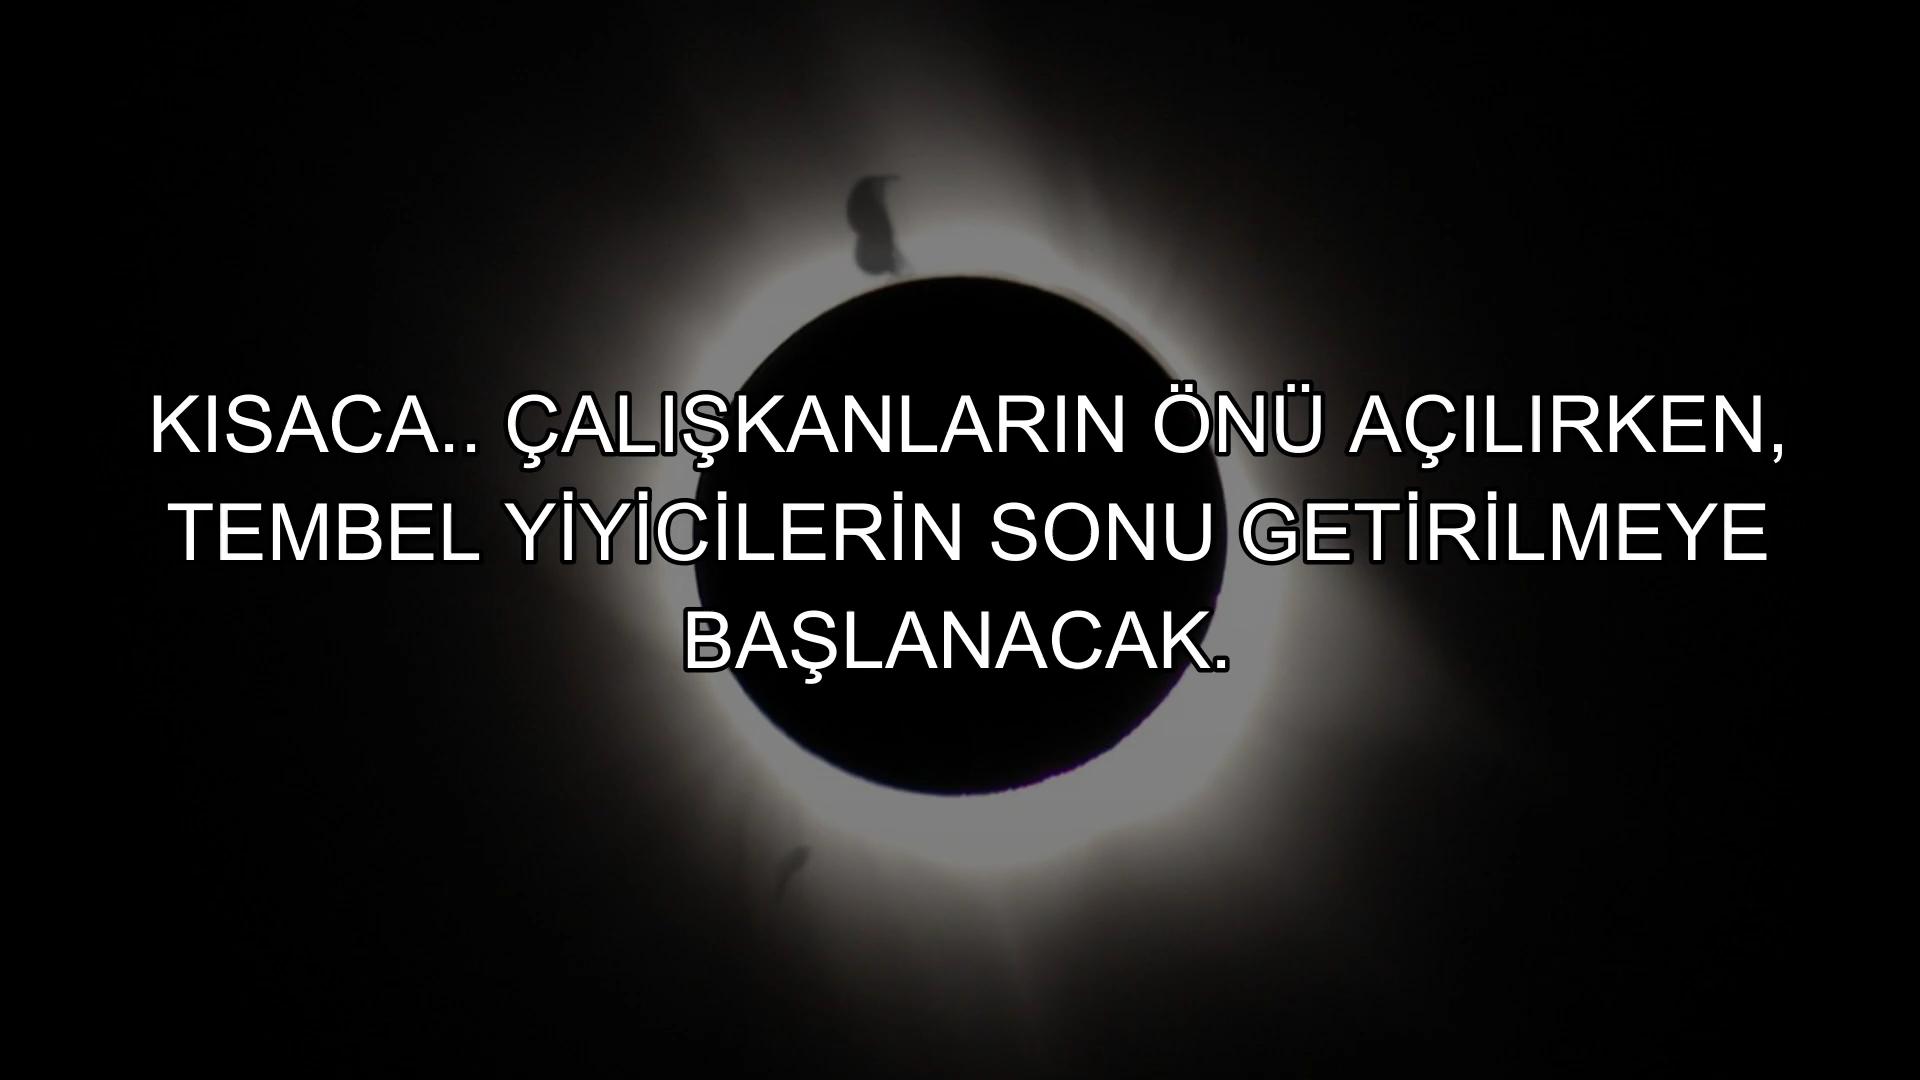 KISACA.. ÇALIŞKANLARIN ÖNÜ AÇILIRKEN,
TEMBEL YİYİCİLERİN SONU GETİRİLMEYE
BAŞLANACAK.